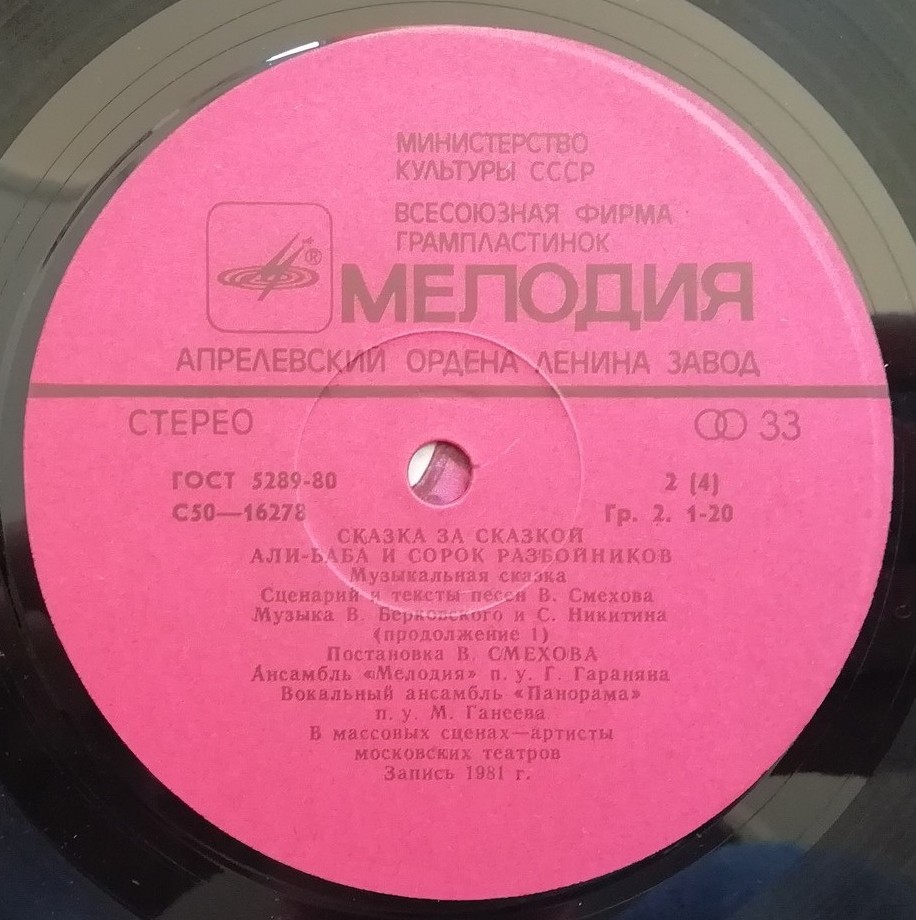 МИНИСТЕРСТВО
КУЛЬТУРЫ СССР
ВСЕСОЮЗНАЯ ФИРМА
ГРАМПЛАСТИНОК
®
МЕЛОДИЯ
АПРЕЛЕВСКИЙ ОРДЕНА ЛЕНИНА ЗАВОД
СТЕРЕО 33
ГОСТ 5289-80 2 (4)
С50—16278 Гр. 2. 1-20
СКАЗКА ЗА СКАЗКОЙ
АЛИ-БАБА И СОРОК РАЗБОЙНИКОВ
Музыкальная сказка
Сценарий и тексты песен В. Смехова
Музыка В. Берковского и С. Никитина
(продолжение 1)
Постановка В. СМЕХОВА
Ансамбль «Мелодия» п. у. Г. Гараняна
Вокальный ансамбль «Панорама»
п. у. М. Ганеева
В массовых сценах—артисты
московских театров
Запись 1981 г.